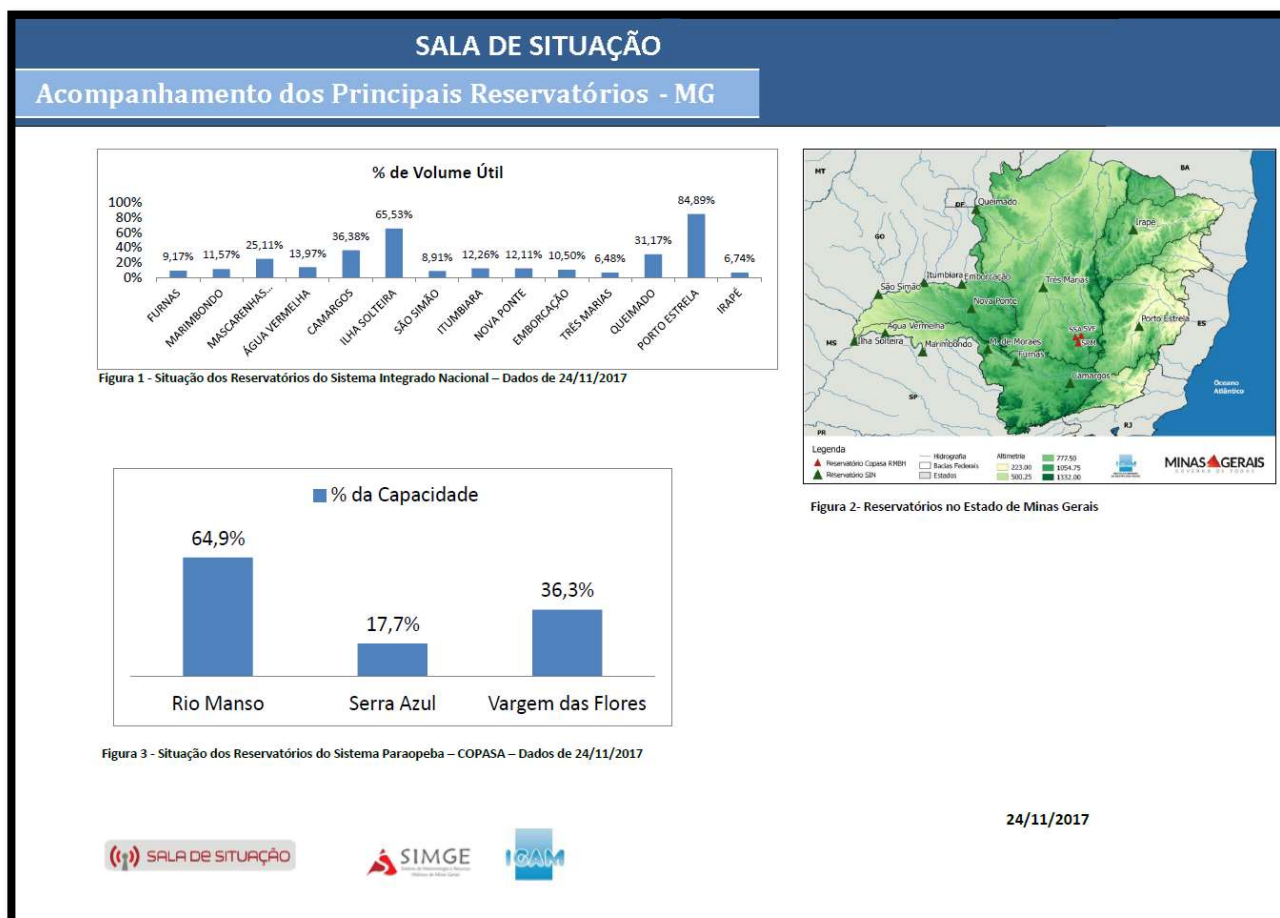 SALA DE SITUAÇÃO
Acompanhamento dos Principais Reservatórios - MG
% de Volume Útil
100%
80%
60%
40%
20%
0%
9,17%
11,57%
25,11%
13,97%
36,38%
65,53%
8,91%
12,26%
12,11%
10,50%
6,48%
31,17%
84,89%
6,74%
FURNAS
MARIMBONDO
MASCARENHAS...
ÁGUA VERMELHA
CAMARGOS
ILHA SOLTEIRA
SÃO SIMÃO
ITUMBIARA
NOVA PONTE
EMBORCAÇÃO
TRÊS MARIAS
QUEIMADO
PORTO ESTRELA
IRAPÉ
Figura 1 - Situação dos Reservatórios do Sistema Integrado Nacional – Dados de 24/11/2017
MT
BA
DF
Queimado
Irapé
GO
Itumbiara
Emborcação
Três Marias
São Simão
Nova Ponte
Porto Estrela
Água Vermelha
SSA SVF
ES
MS
Ilha Solteira
Marimbondo
M. de Moraes
SRM
Furnas
Camargos
Oceano
Atlântico
SP
RJ
PR
Legenda
Reservatório Copasa RMBH
Reservatório SIN
Hidrografia
Bacias Federais
Estados
Altimetria
223.00
500.25
777.50
1054.75
1332.00
IGAM
MINAS GERAIS
GOVERNO DE TODOS
Figura 2- Reservatórios no Estado de Minas Gerais
% da Capacidade
64,9%
17,7%
36,3%
Rio Manso
Serra Azul
Vargem das Flores
Figura 3 - Situação dos Reservatórios do Sistema Paraopeba – COPASA – Dados de 24/11/2017
24/11/2017
SALA DE SITUAÇÃO
SIMGE
IGAM